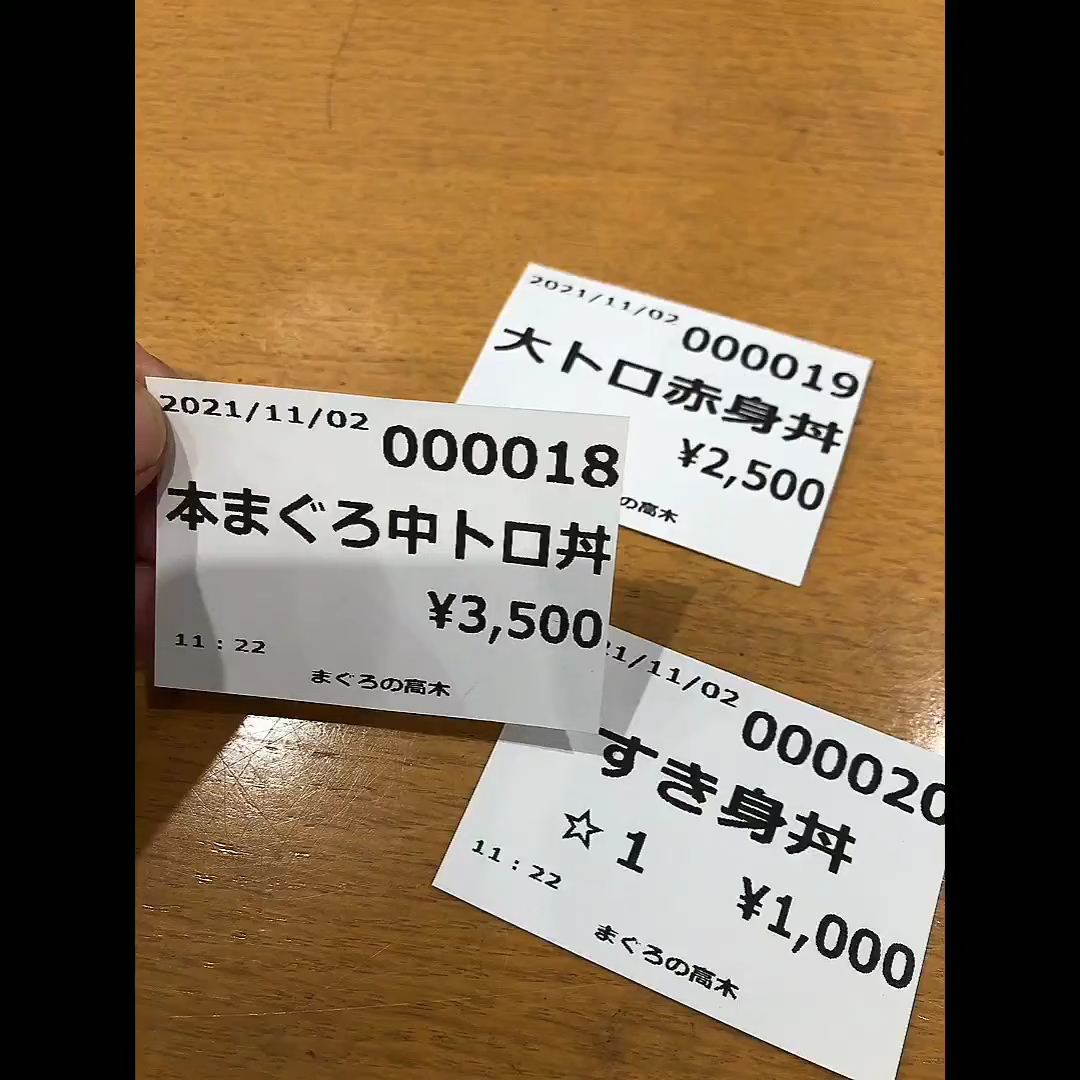 2021/11/02
000018
本まぐろ中トロ丼
¥3,500
11:22
まぐろの高木
2021/11/02
000019
大トロ赤身丼
¥2,500
の高木
21/11/02
000020
すき身丼
☆1
¥1,000
11:22
まぐろの高木